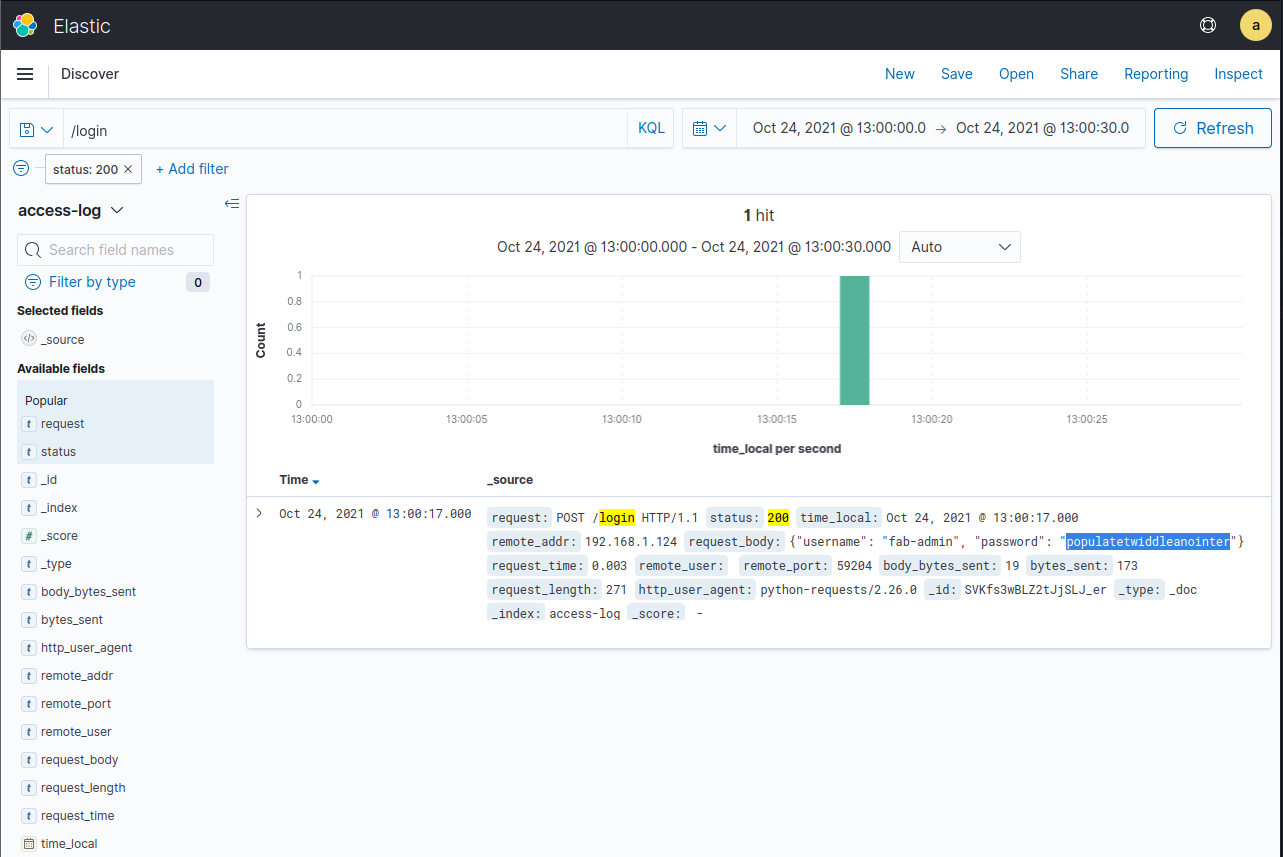 Elastic
a
Discover
New Save Open Share Reporting Inspect
/login KQL Oct 24, 2021 @ 13:00:00.0 → Oct 24, 2021 @ 13:00:30.0 Refresh
status: 200 × + Add filter
access-log
Search field names
Filter by type 0
Selected fields
</> _source
Available fields
Popular
t request
t status
t _id
t _index
# _score
t _type
t body_bytes_sent
t bytes_sent
t http_user_agent
t remote_addr
t remote_port
t remote_user
t request_body
t request_length
t request_time
time_local
1 hit
Oct 24, 2021 @ 13:00:00.000 - Oct 24, 2021 @ 13:00:30.000 Auto
Count
1
0.8
0.6
0.4
0.2
0
13:00:00 13:00:05 13:00:10 13:00:15 13:00:20 13:00:25
time_local per second
Time _source
Oct 24, 2021 @ 13:00:17.000 request: POST /login HTTP/1.1 status: 200 time_local: Oct 24, 2021 @ 13:00:17.000
remote_addr: 192.168.1.124 request_body: {"username": "fab-admin", "password": "populatetwiddleanointer"}
request_time: 0.003 remote_user: remote_port: 59204 body_bytes_sent: 19 bytes_sent: 173
request_length: 271 http_user_agent: python-requests/2.26.0 _id: SVKfs3wBLZ2tJjSLJ_er _type: _doc
_index: access-log _score: -